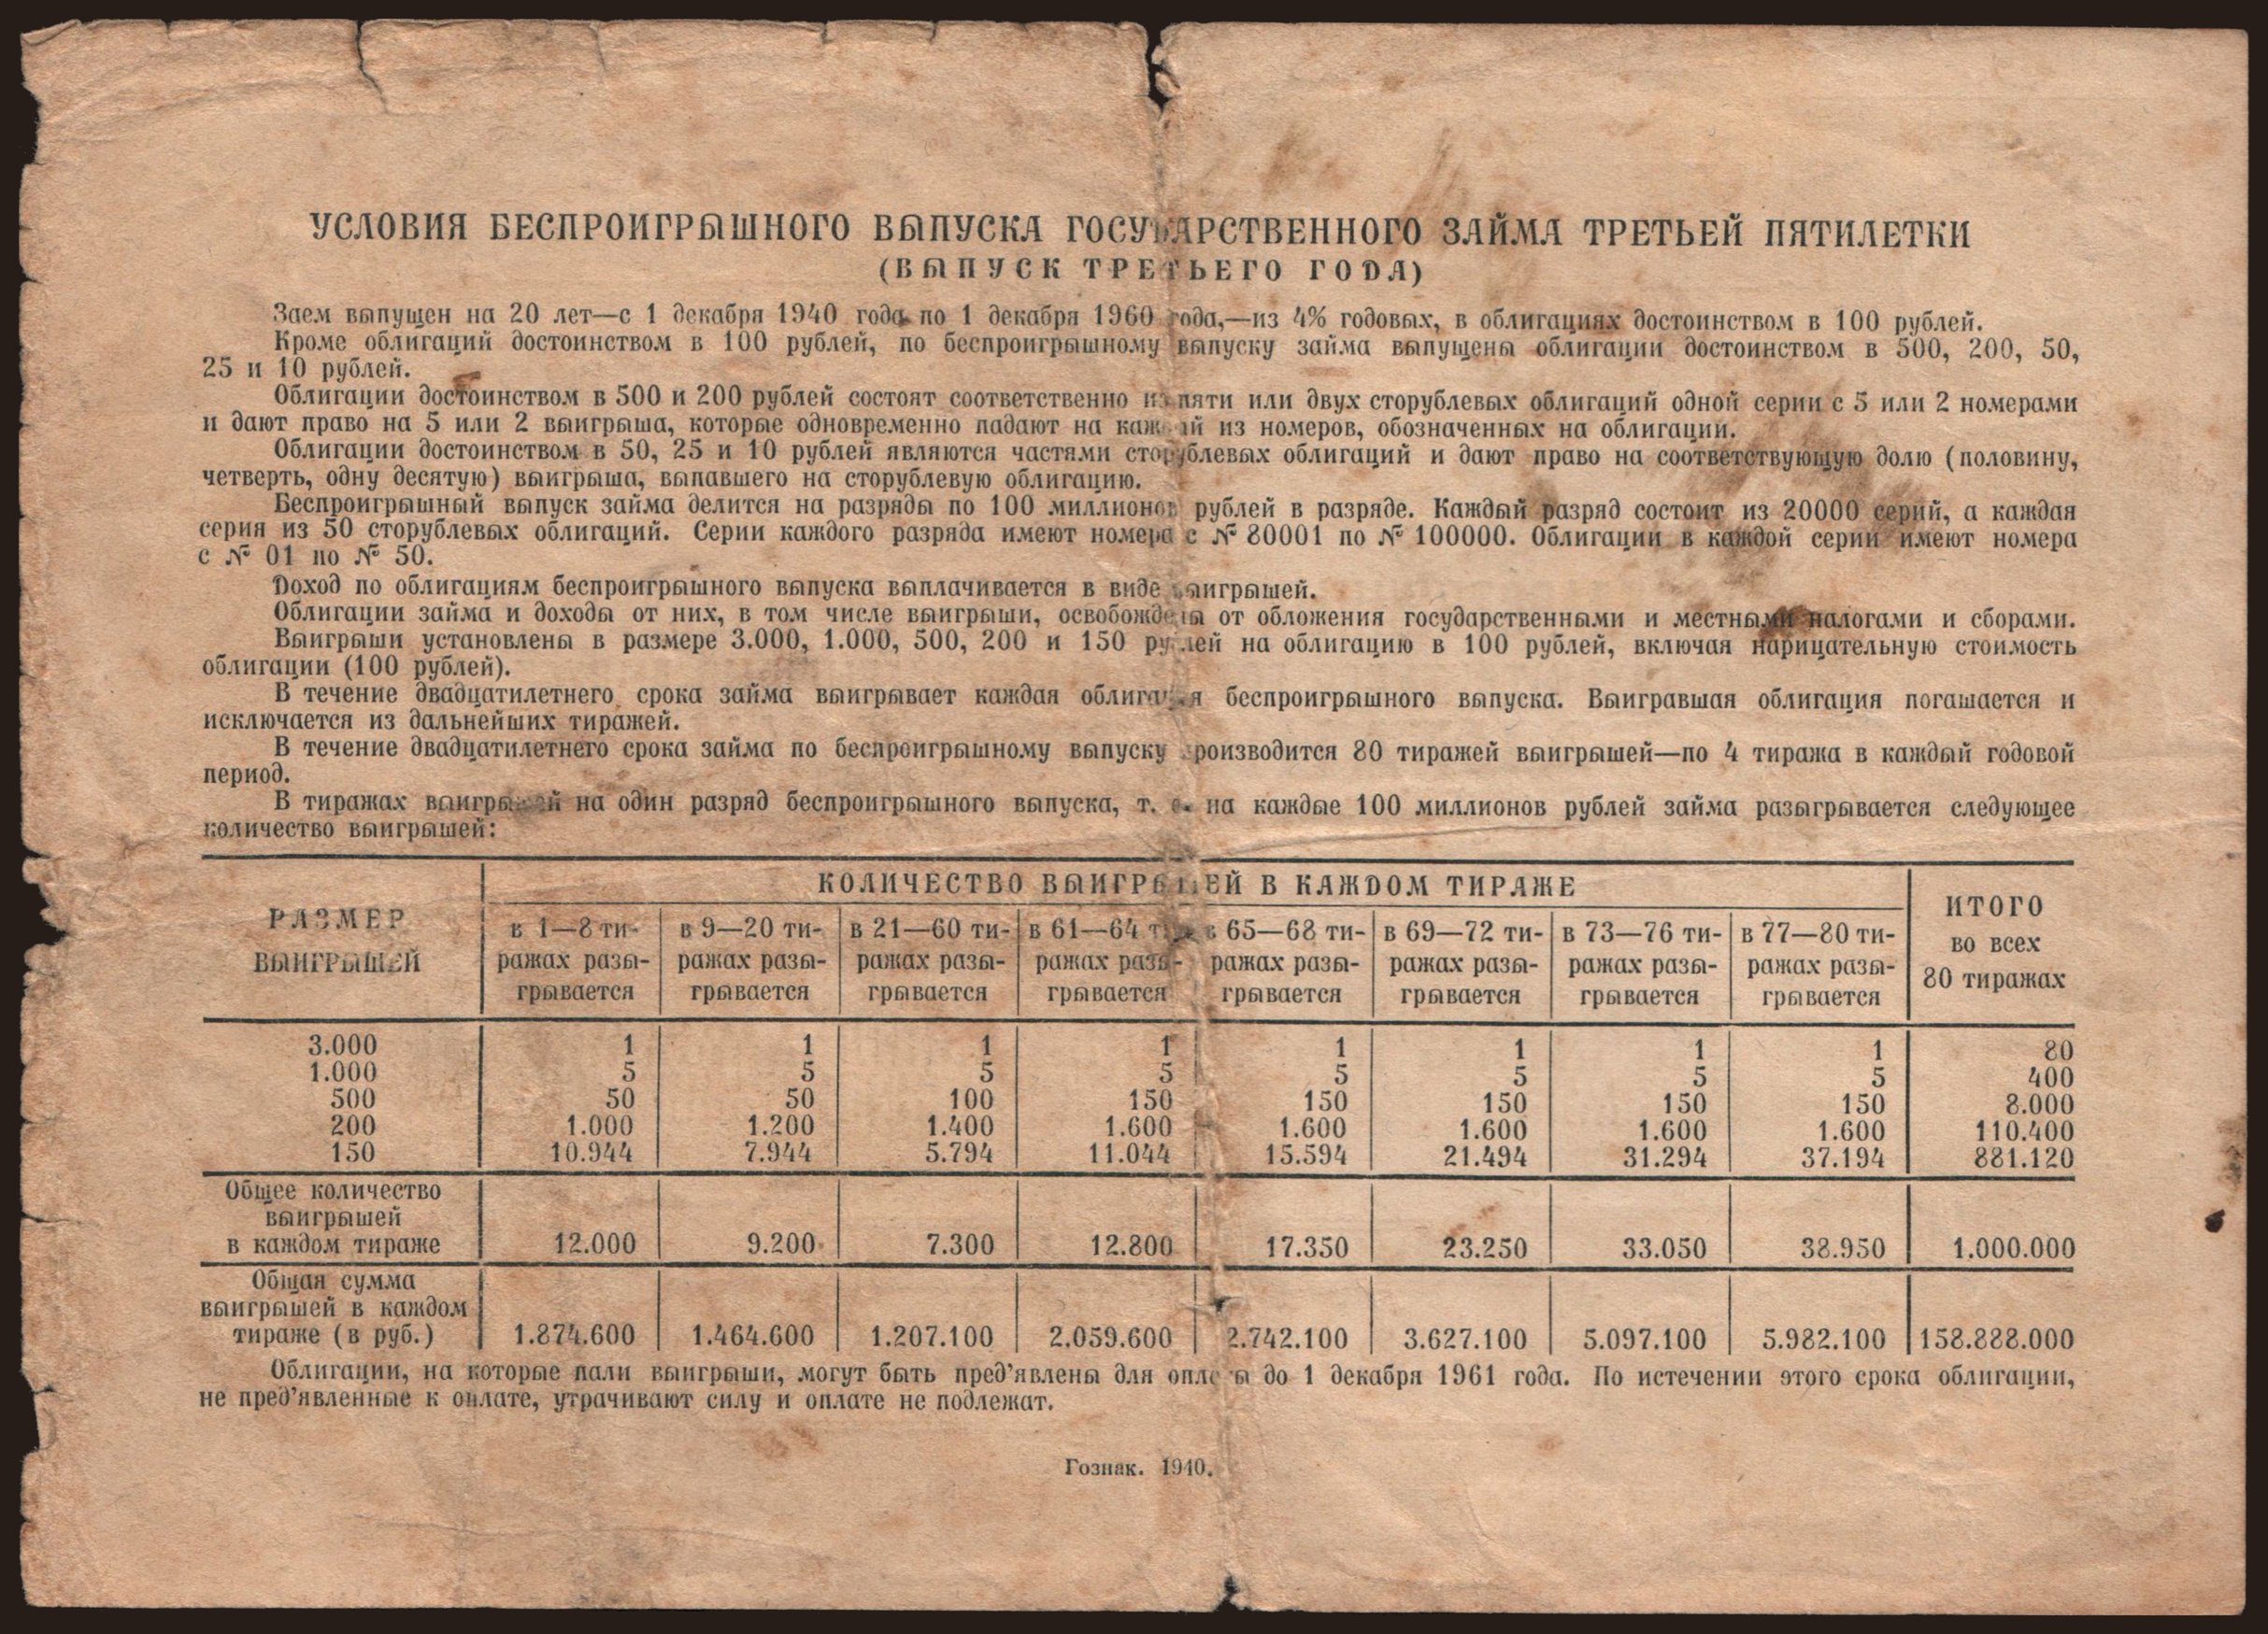 УСЛОВИЯ БЕСПРОИГРЫШНОГО ВЫПУСКА ГОСУДАРСТВЕННОГО ЗАЙМА ТРЕТЬЕЙ ПЯТИЛЕТКИ
(ВЫПУСК ТРЕТЬЕГО ГОДА)
Заем выпущен на 20 лет—с 1 декабря 1940 года по 1 декабря 1960 года,—из 4% годовых, в облигациях достоинством в 100 рублей.
Кроме облигаций достоинством в 100 рублей, по беспроигрышному выпуску займа выпущены облигации достоинством в 500, 200, 50,
25 и 10 рублей.
Облигации достоинством в 500 и 200 рублей состоят соответственно из пяти или двух сторублевых облигаций одной серии с 5 или 2 номерами
и дают право на 5 или 2 выигрыша, которые одновременно падают на каждый из номеров, обозначенных на облигации.
Облигации достоинством в 50, 25 и 10 рублей являются частями сторублевых облигаций и дают право на соответствующую долю (половину,
четверть, одну десятую) выигрыша, выпавшего на сторублевую облигацию.
Беспроигрышный выпуск займа делится на разряды по 100 миллионов рублей в разряде. Каждый разряд состоит из 20000 серий, а каждая
серия из 50 сторублевых облигаций. Серии каждого разряда имеют номера с № 80001 по № 100000. Облигации в каждой серии имеют номера
с № 01 по № 50.
Доход по облигациям беспроигрышного выпуска выплачивается в виде выигрышей.
Облигации займа и доходы от них, в том числе выигрыши, освобождены от обложения государственными и местными налогами и сборами.
Выигрыши установлены в размере 3.000, 1.000, 500, 200 и 150 рублей на облигацию в 100 рублей, включая нарицательную стоимость
облигации (100 рублей).
В течение двадцатилетнего срока займа выигрывает каждая облигация беспроигрышного выпуска. Выигравшая облигация погашается и
исключается из дальнейших тиражей.
В течение двадцатилетнего срока займа по беспроигрышному выпуску производится 80 тиражей выигрышей—по 4 тиража в каждый годовой
период.
В тиражах выигрышей на один разряд беспроигрышного выпуска, т. е. на каждые 100 миллионов рублей займа разыгрывается следующее
количество выигрышей:
КОЛИЧЕСТВО ВЫИГРЫШЕЙ В КАЖДОМ ТИРАЖЕ
РАЗМЕР ВЫИГРЫШЕЙ
в 1—8 ти- в 9—20 ти- в 21—60 ти- в 61—64 ти- в 65—68 ти- в 69—72 ти- в 73—76 ти- в 77—80 ти- ИТОГО
ражах разы- ражах разы- ражах разы- ражах разы- ражах разы- ражах разы- ражах разы- ражах разы- во всех
грывается грывается грывается грывается грывается грывается грывается грывается 80 тиражах
3.000 1 1 1 1 1 1 1 1 80
1.000 5 5 5 5 5 5 5 5 400
500 50 50 100 150 150 150 150 150 8.000
200 1.000 1.200 1.400 1.600 1.600 1.600 1.600 1.600 110.400
150 10.944 7.944 5.794 11.044 15.594 21.494 31.294 37.194 881.120
Общее количество
выигрышей
в каждом тираже 12.000 9.200 7.300 12.800 17.350 23.250 33.050 38.950 1.000.000
Общая сумма
выигрышей в каждом
тираже (в руб.) 1.874.600 1.464.600 1.207.100 2.059.600 2.742.100 3.627.100 5.097.100 5.982.100 158.888.000
Облигации, на которые пали выигрыши, могут быть пред’явлены для оплаты до 1 декабря 1961 года. По истечении этого срока облигации,
не пред’явленные к оплате, утрачивают силу и оплате не подлежат.
Гознак. 1940.